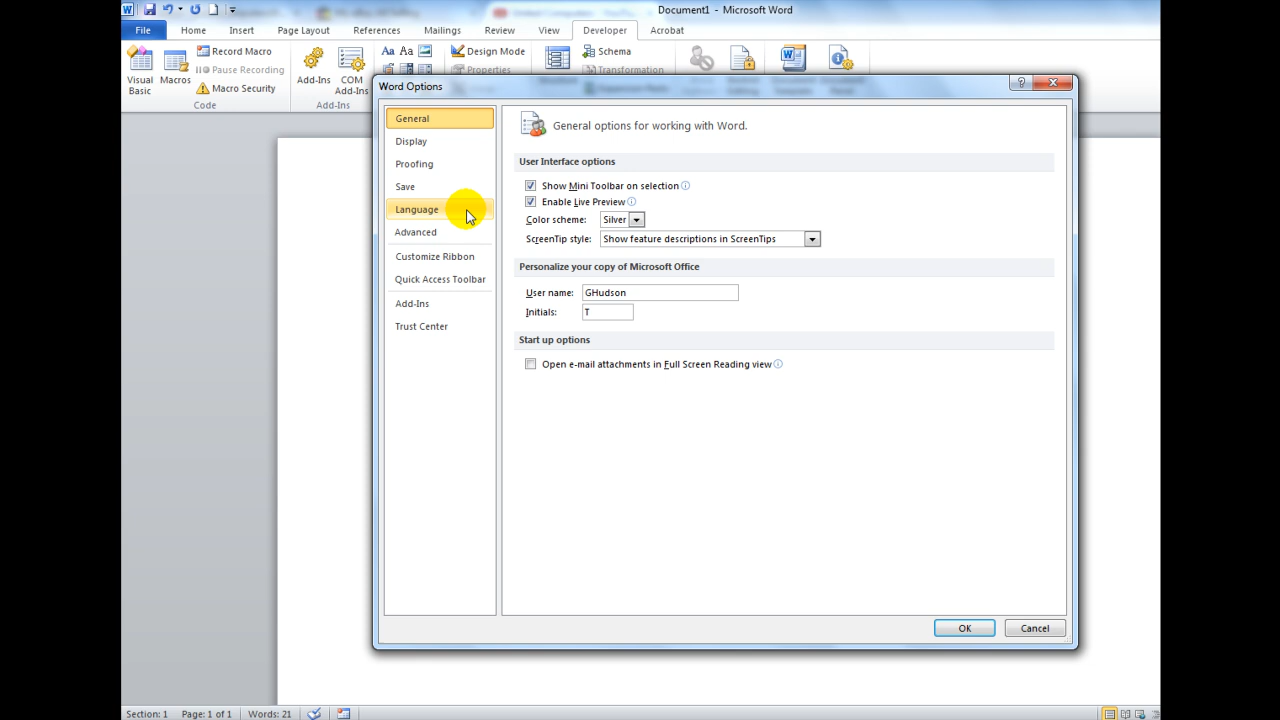 Document1 - Microsoft Word
File Home Insert Page Layout References Mailings Review View Developer Acrobat
Visual Basic
Macros
Record Macro
Pause Recording
Macro Security
Code
Add-Ins
COM Add-Ins
Add-Ins
Aa Aa
Design Mode
Properties
Schema
Transformation
Expansion Packs
Word Options
General
Display
Proofing
Save
Language
Advanced
Customize Ribbon
Quick Access Toolbar
Add-Ins
Trust Center
General options for working with Word.
User Interface options
Show Mini Toolbar on selection
Enable Live Preview
Color scheme: Silver
ScreenTip style: Show feature descriptions in ScreenTips
Personalize your copy of Microsoft Office
User name: GHudson
Initials: T
Start up options
Open e-mail attachments in Full Screen Reading view
OK Cancel
Section: 1 Page: 1 of 1 Words: 21